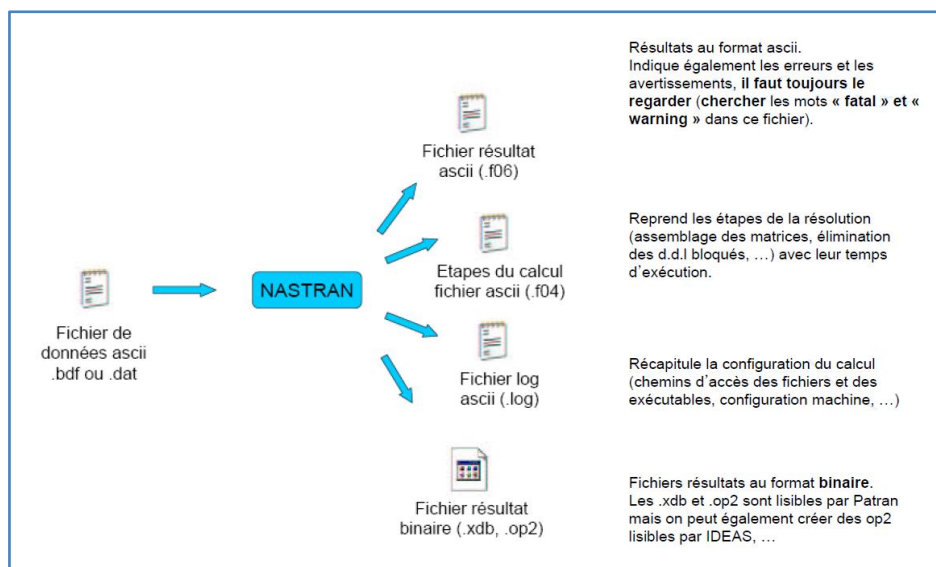 Résultats au format ascii.
Indique également les erreurs et les
avertissements, il faut toujours le
regarder (chercher les mots « fatal » et «
warning » dans ce fichier).
Fichier résultat
ascii (.f06)
Reprend les étapes de la résolution
(assemblage des matrices, élimination
des d.d.l bloqués, ...) avec leur temps
d'exécution.
Etapes du calcul
fichier ascii (.f04)
NASTRAN
Fichier de
données ascii
.bdf ou .dat
Récapitule la configuration du calcul
(chemins d'accès des fichiers et des
exécutables, configuration machine, ...)
Fichier log
ascii (.log)
Fichiers résultats au format binaire.
Les .xdb et .op2 sont lisibles par Patran
mais on peut également créer des op2
lisibles par IDEAS, ...
Fichier résultat
binaire (.xdb, .op2)